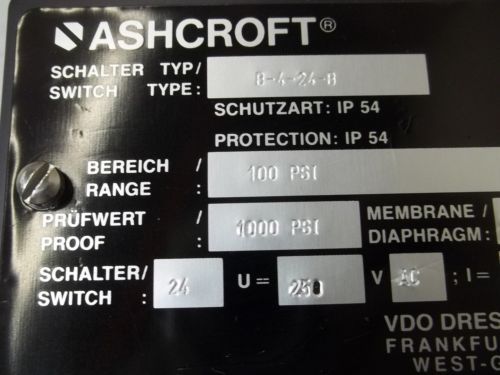 ASHCROFT®
SCHALTER TYP/
SWITCH TYPE: 8-4-24-B
SCHUTZART: IP 54
PROTECTION: IP 54
BEREICH /
RANGE : 100 PSI
PRÜFWERT /
PROOF : 1000 PSI
MEMBRANE /
DIAPHRAGM :
SCHALTER/
SWITCH : 24 U= 250 V AC ; I=
VDO DRES
FRANKFU
WEST-G